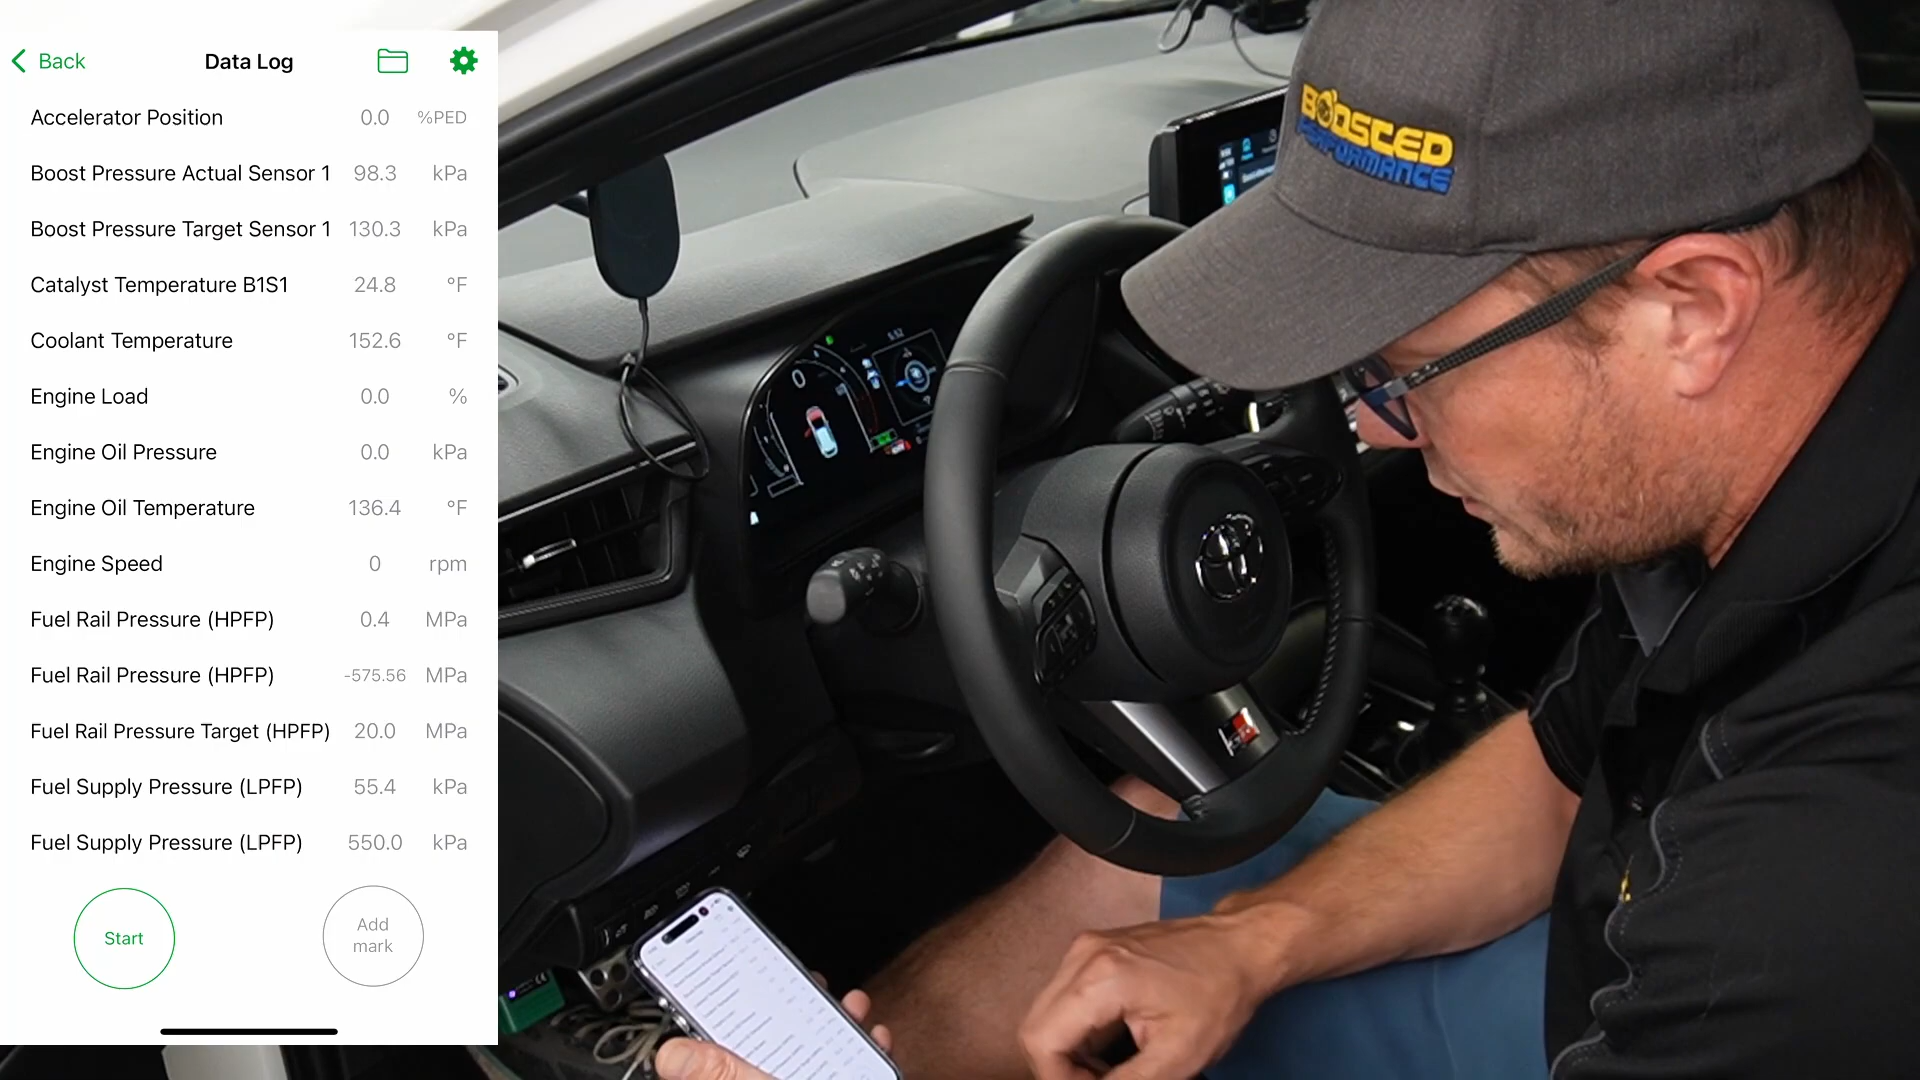 Back
Data Log
Accelerator Position 0.0 %PED
Boost Pressure Actual Sensor 1 98.3 kPa
Boost Pressure Target Sensor 1 130.3 kPa
Catalyst Temperature B1S1 24.8 °F
Coolant Temperature 152.6 °F
Engine Load 0.0 %
Engine Oil Pressure 0.0 kPa
Engine Oil Temperature 136.4 °F
Engine Speed 0 rpm
Fuel Rail Pressure (HPFP) 0.4 MPa
Fuel Rail Pressure (HPFP) -575.56 MPa
Fuel Rail Pressure Target (HPFP) 20.0 MPa
Fuel Supply Pressure (LPFP) 55.4 kPa
Fuel Supply Pressure (LPFP) 550.0 kPa
Start
Add
mark
BOOSTED
PERFORMANCE
0
5:52
GR